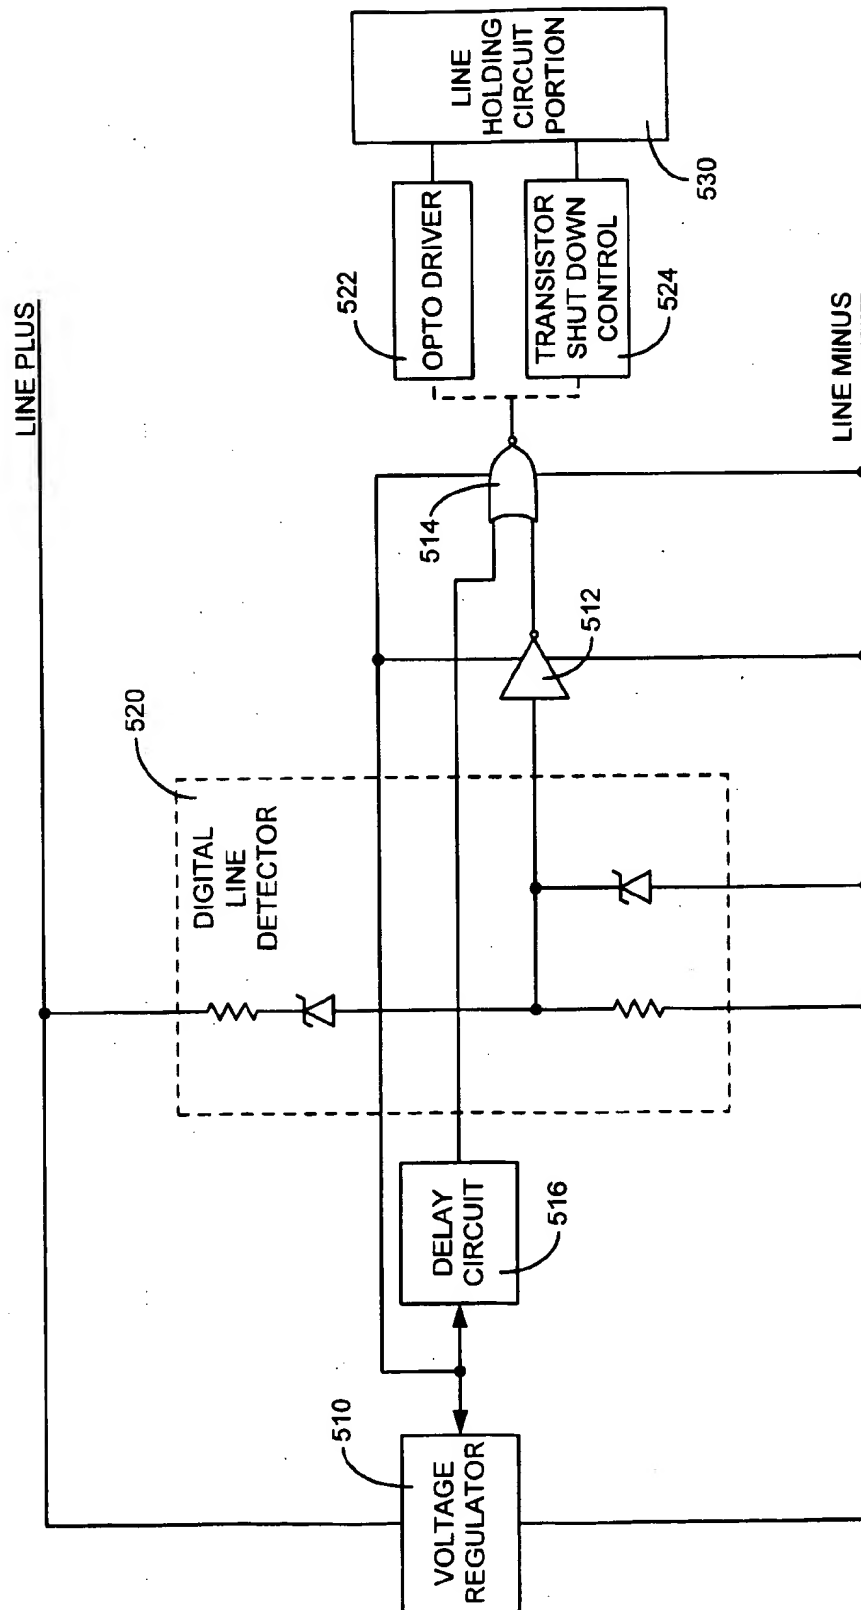 LINE PLUS
520
DIGITAL
LINE
DETECTOR
510
VOLTAGE
REGULATOR
DELAY
CIRCUIT
516
512
514
522
OPTO DRIVER
TRANSISTOR
SHUT DOWN
CONTROL
524
LINE
HOLDING
CIRCUIT
PORTION
530
LINE MINUS